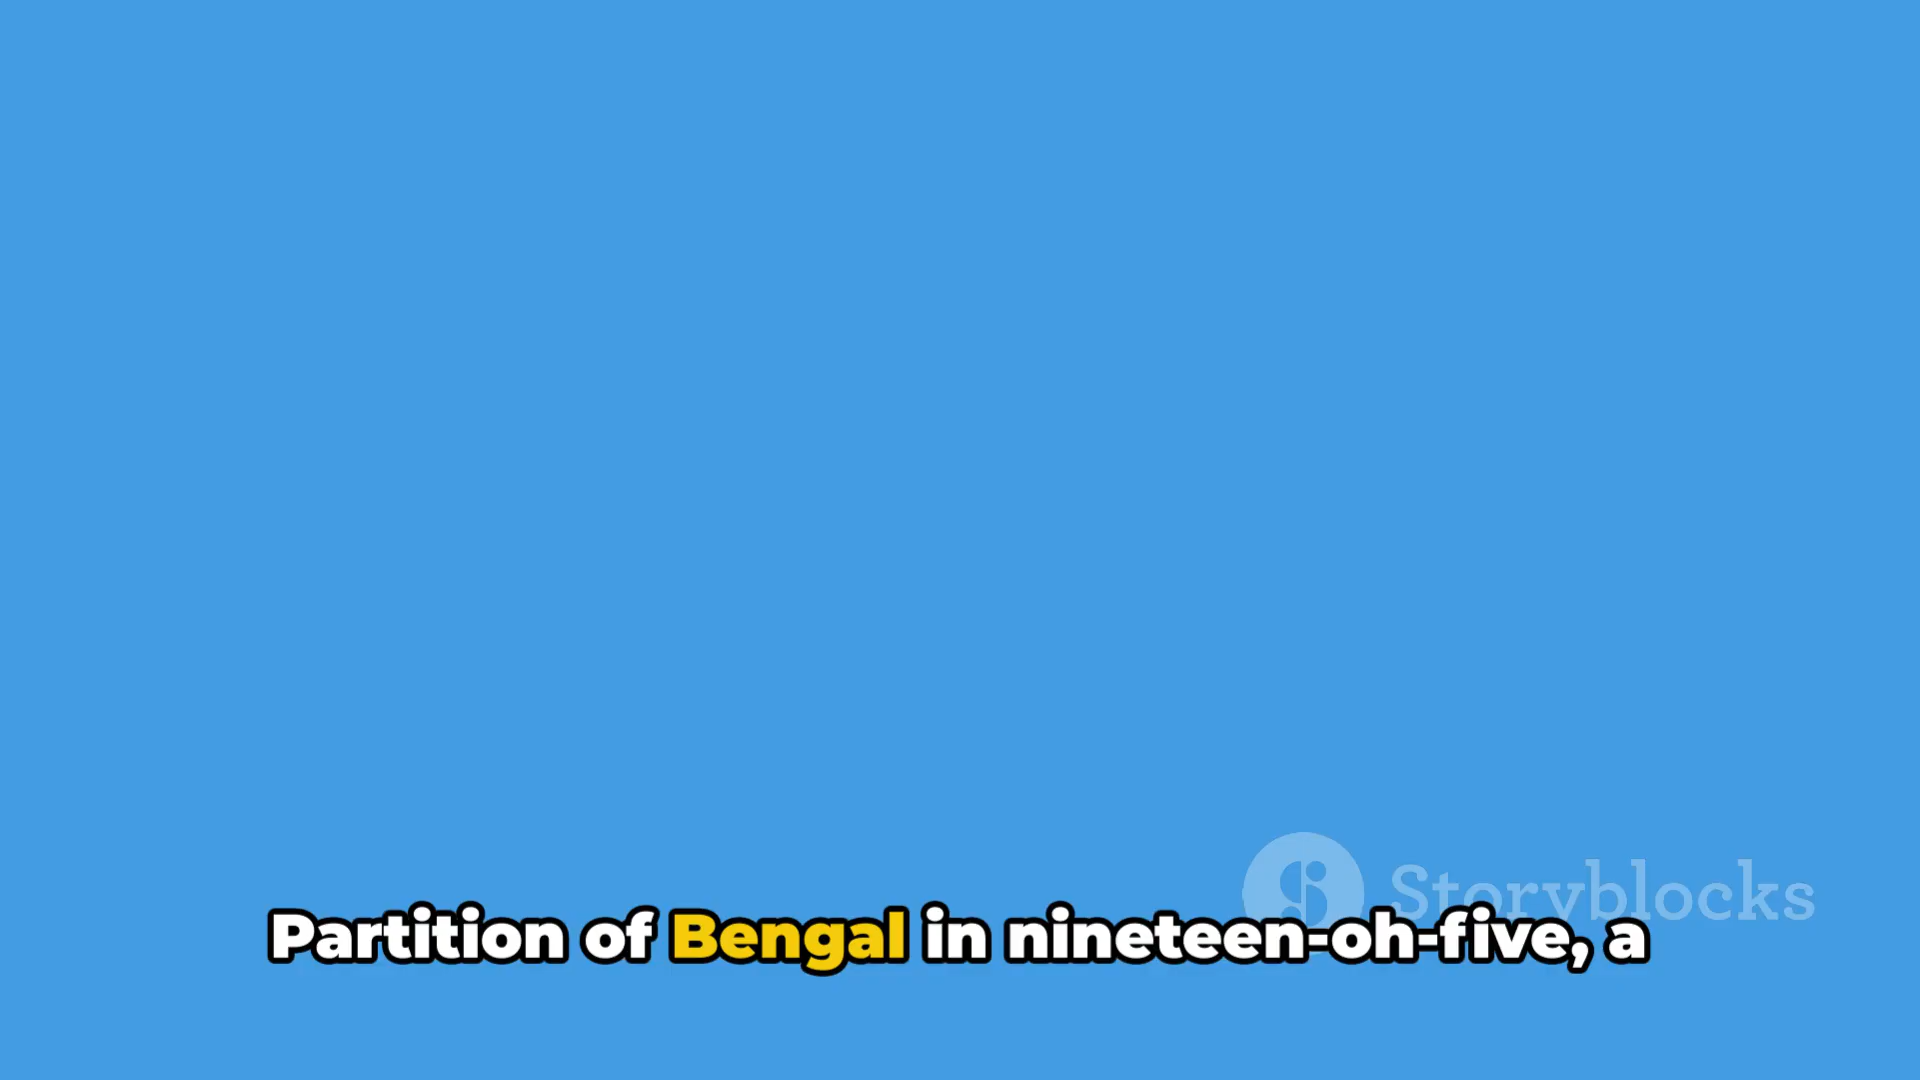 Storyblocks
Partition of Bengal in nineteen-oh-five, a